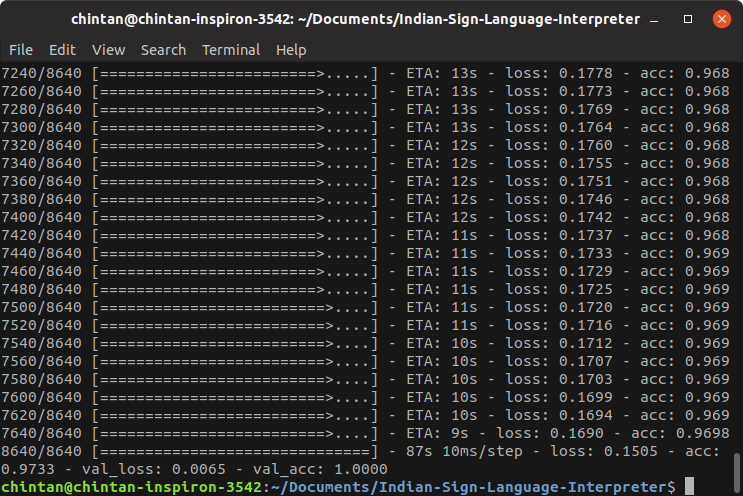 chintan@chintan-inspiron-3542: ~/Documents/Indian-Sign-Language-Interpreter
File Edit View Search Terminal Help
7240/8640 [========================>.....] - ETA: 13s - loss: 0.1778 - acc: 0.968
7260/8640 [========================>.....] - ETA: 13s - loss: 0.1773 - acc: 0.968
7280/8640 [========================>.....] - ETA: 13s - loss: 0.1769 - acc: 0.968
7300/8640 [========================>.....] - ETA: 13s - loss: 0.1764 - acc: 0.968
7320/8640 [========================>.....] - ETA: 12s - loss: 0.1760 - acc: 0.968
7340/8640 [========================>.....] - ETA: 12s - loss: 0.1755 - acc: 0.968
7360/8640 [========================>.....] - ETA: 12s - loss: 0.1751 - acc: 0.968
7380/8640 [========================>.....] - ETA: 12s - loss: 0.1746 - acc: 0.968
7400/8640 [========================>.....] - ETA: 12s - loss: 0.1742 - acc: 0.968
7420/8640 [========================>.....] - ETA: 11s - loss: 0.1737 - acc: 0.968
7440/8640 [========================>.....] - ETA: 11s - loss: 0.1733 - acc: 0.969
7460/8640 [========================>.....] - ETA: 11s - loss: 0.1729 - acc: 0.969
7480/8640 [========================>.....] - ETA: 11s - loss: 0.1725 - acc: 0.969
7500/8640 [=========================>....] - ETA: 11s - loss: 0.1720 - acc: 0.969
7520/8640 [=========================>....] - ETA: 11s - loss: 0.1716 - acc: 0.969
7540/8640 [=========================>....] - ETA: 10s - loss: 0.1712 - acc: 0.969
7560/8640 [=========================>....] - ETA: 10s - loss: 0.1707 - acc: 0.969
7580/8640 [=========================>....] - ETA: 10s - loss: 0.1703 - acc: 0.969
7600/8640 [=========================>....] - ETA: 10s - loss: 0.1699 - acc: 0.969
7620/8640 [=========================>....] - ETA: 10s - loss: 0.1694 - acc: 0.969
7640/8640 [=========================>....] - ETA: 9s - loss: 0.1690 - acc: 0.9698
8640/8640 [==============================] - 87s 10ms/step - loss: 0.1505 - acc:
0.9733 - val_loss: 0.0065 - val_acc: 1.0000
chintan@chintan-inspiron-3542:~/Documents/Indian-Sign-Language-Interpreter$